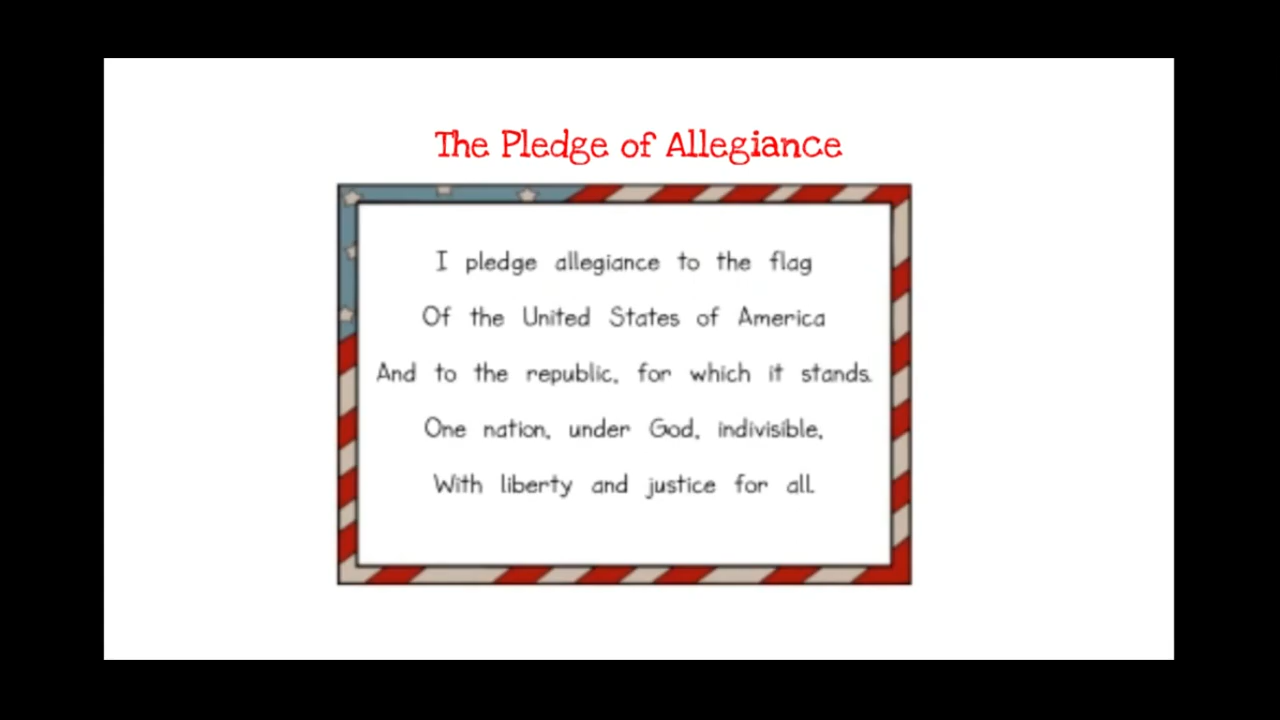 The Pledge of Allegiance
I pledge allegiance to the flag
Of the United States of America
And to the republic, for which it stands.
One nation, under God, indivisible,
With liberty and justice for all.